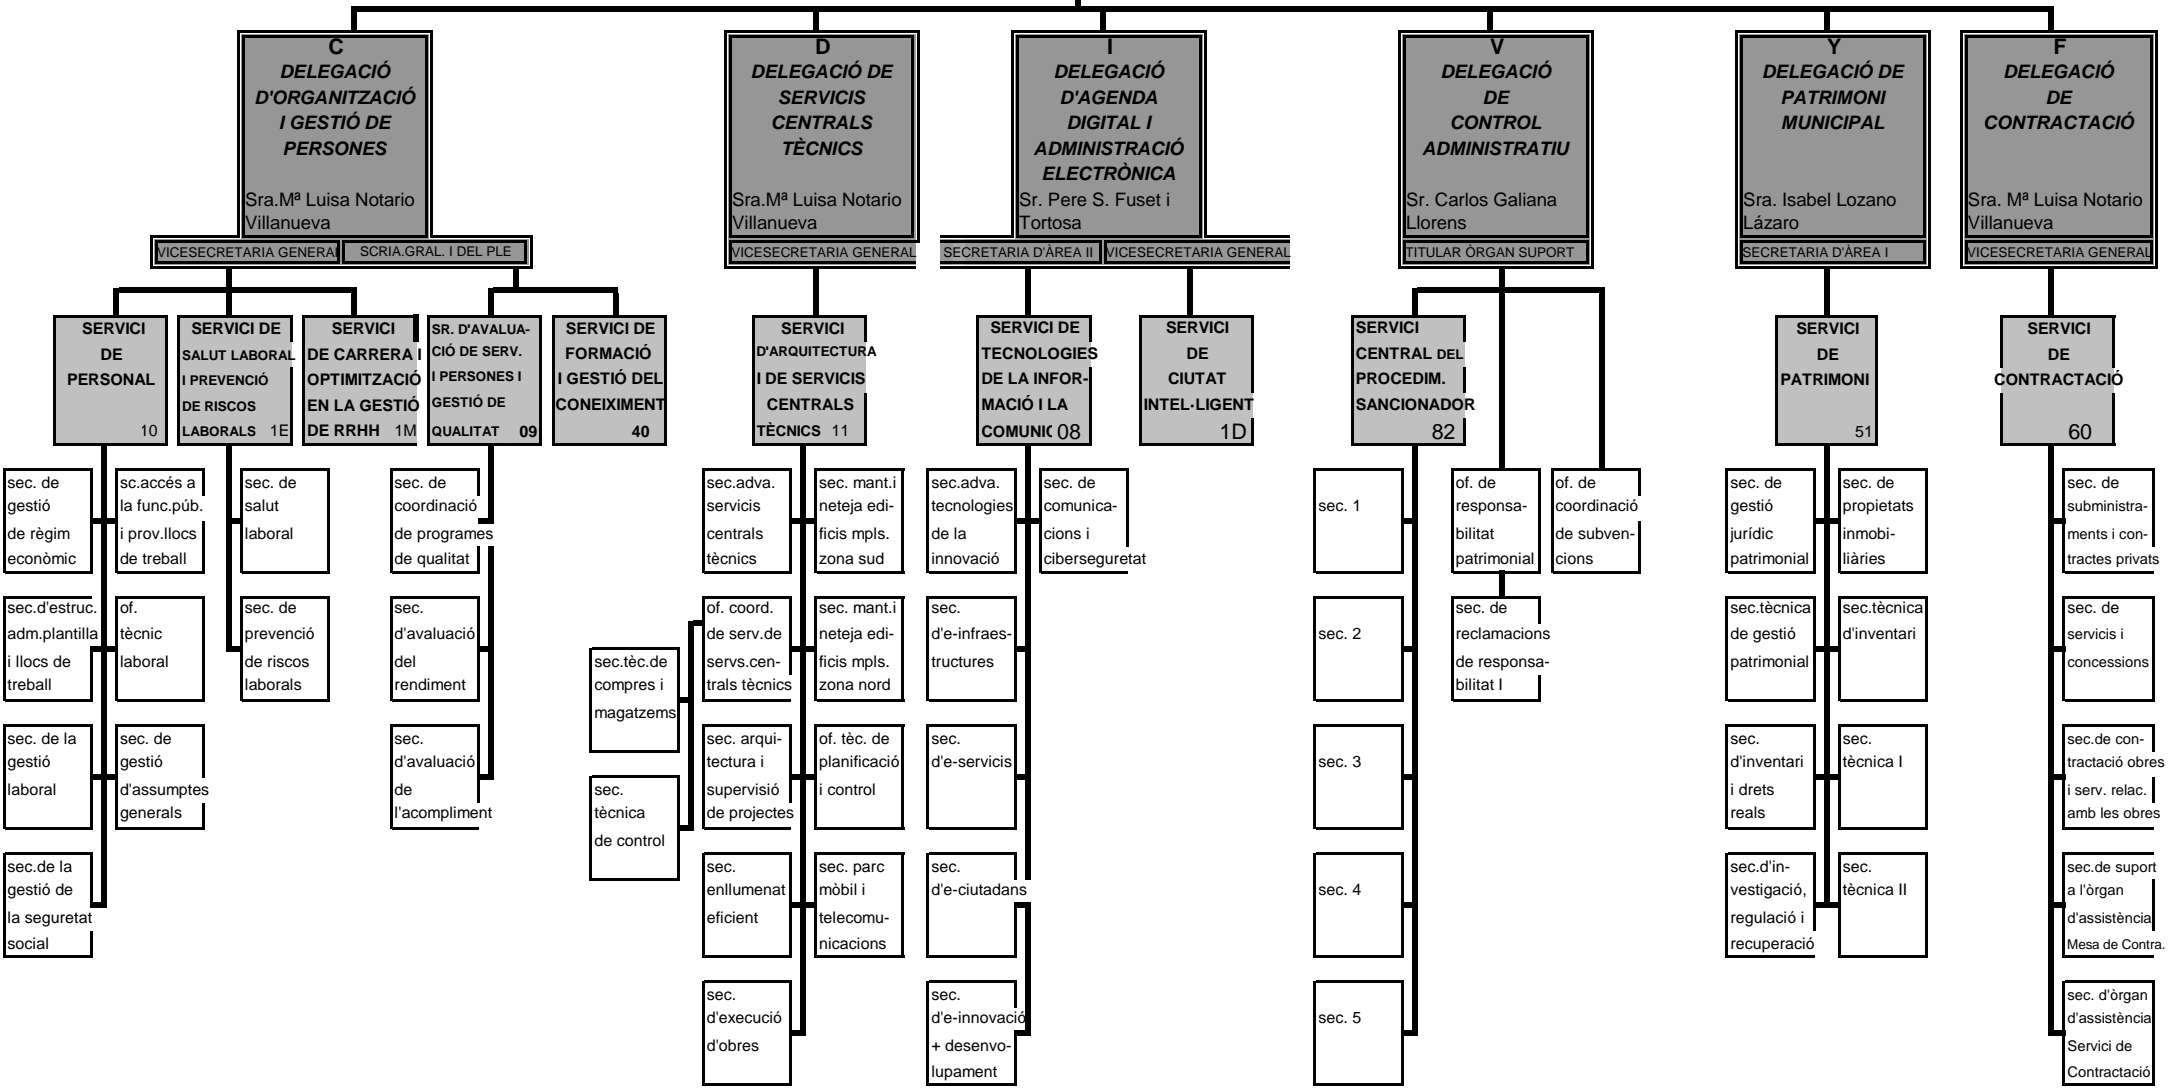 C
DELEGACIÓ
D'ORGANITZACIÓ
I GESTIÓ DE
PERSONES
Sra.Mª Luisa Notario
Villanueva
VICESECRETARIA GENERAL
SCRIA.GRAL. I DEL PLE
D
DELEGACIÓ DE
SERVICIS
CENTRALS
TÈCNICS
Sra.Mª Luisa Notario
Villanueva
VICESECRETARIA GENERAL
I
DELEGACIÓ
D'AGENDA
DIGITAL I
ADMINISTRACIÓ
ELECTRÒNICA
Sr. Pere S. Fuset i
Tortosa
SECRETARIA D'ÀREA II
VICESECRETARIA GENERAL
V
DELEGACIÓ
DE
CONTROL
ADMINISTRATIU
Sr. Carlos Galiana
Llorens
TITULAR ÒRGAN SUPORT
Y
DELEGACIÓ DE
PATRIMONI
MUNICIPAL
Sra. Isabel Lozano
Lázaro
SECRETARIA D'ÀREA I
F
DELEGACIÓ
DE
CONTRACTACIÓ
Sra. Mª Luisa Notario
Villanueva
VICESECRETARIA GENERAL
SERVICI
DE
PERSONAL
10
SERVICI DE
SALUT LABORAL
I PREVENCIÓ
DE RISCOS
LABORALS 1E
SERVICI
DE CARRERA I
OPTIMITZACIÓ
EN LA GESTIÓ
DE RRHH 1M
SR. D'AVALUA-
CIÓ DE SERV.
I PERSONES I
GESTIÓ DE
QUALITAT 09
SERVICI DE
FORMACIÓ
I GESTIÓ DEL
CONEIXIMENT
40
SERVICI
D'ARQUITECTURA
I DE SERVICIS
CENTRALS
TÈCNICS 11
SERVICI DE
TECNOLOGIES
DE LA INFOR-
MACIÓ I LA
COMUNIC 08
SERVICI
DE
CIUTAT
INTEL·LIGENT
1D
SERVICI
CENTRAL DEL
PROCEDIM.
SANCIONADOR
82
SERVICI
DE
PATRIMONI
51
SERVICI
DE
CONTRACTACIÓ
60
sec. de
gestió
de règim
econòmic
sc.accés a
la func.púb.
i prov.llocs
de treball
sec. de
salut
laboral
sec. de
coordinació
de programes
de qualitat
sec.adva.
servicis
centrals
tècnics
sec. mant.i
neteja edi-
ficis mpls.
zona sud
sec.adva.
tecnologies
de la
innovació
sec. de
comunica-
cions i
ciberseguretat
sec. 1
of. de
responsa-
bilitat
patrimonial
of. de
coordinació
de subven-
cions
sec. de
gestió
jurídic
patrimonial
sec. de
propietats
inmobi-
liàries
sec. de
subministra-
ments i con-
tractes privats
sec.d'estruc.
adm.plantilla
i llocs de
treball
of.
tècnic
laboral
sec. de
prevenció
de riscos
laborals
sec.
d'avaluació
del
rendiment
sec.tèc.de
compres i
magatzems
of. coord.
de serv.de
servs.cen-
trals tècnics
sec. mant.i
neteja edi-
ficis mpls.
zona nord
sec.
d'e-infraes-
tructures
sec. 2
sec. de
reclamacions
de responsa-
bilitat I
sec.tècnica
de gestió
patrimonial
sec.tècnica
d'inventari
sec. de
servicis i
concessions
sec. de la
gestió
laboral
sec. de
gestió
d'assumptes
generals
sec.
d'avaluació
de
l'acompliment
sec.
tècnica
de control
sec. arqui-
tectura i
supervisió
de projectes
of. tèc. de
planificació
i control
sec.
d'e-servicis
sec. 3
sec.
d'inventari
i drets
reals
sec.
tècnica I
sec.de con-
tractació obres
i serv. relac.
amb les obres
sec.de la
gestió de
la seguretat
social
sec.
enllumenat
eficient
sec. parc
mòbil i
telecomu-
nicacions
sec.
d'e-ciutadans
sec. 4
sec.d'in-
vestigació,
regulació i
recuperació
sec.
tècnica II
sec.de suport
a l'òrgan
d'assistència
Mesa de Contra.
sec.
d'execució
d'obres
sec.
d'e-innovació
+ desenvo-
lupament
sec. 5
sec. d'òrgan
d'assistència
Servici de
Contractació